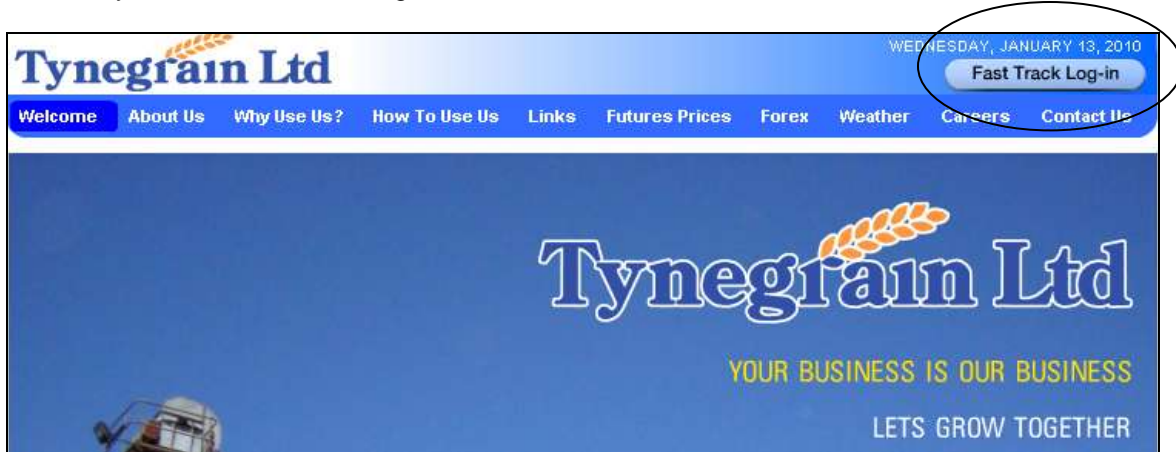 WEDNESDAY, JANUARY 13, 2010
Tynegrain Ltd
Fast Track Log-in
Welcome About Us Why Use Us? How To Use Us Links Futures Prices Forex Weather Careers Contact Us
Tynegrain Ltd
YOUR BUSINESS IS OUR BUSINESS
LETS GROW TOGETHER